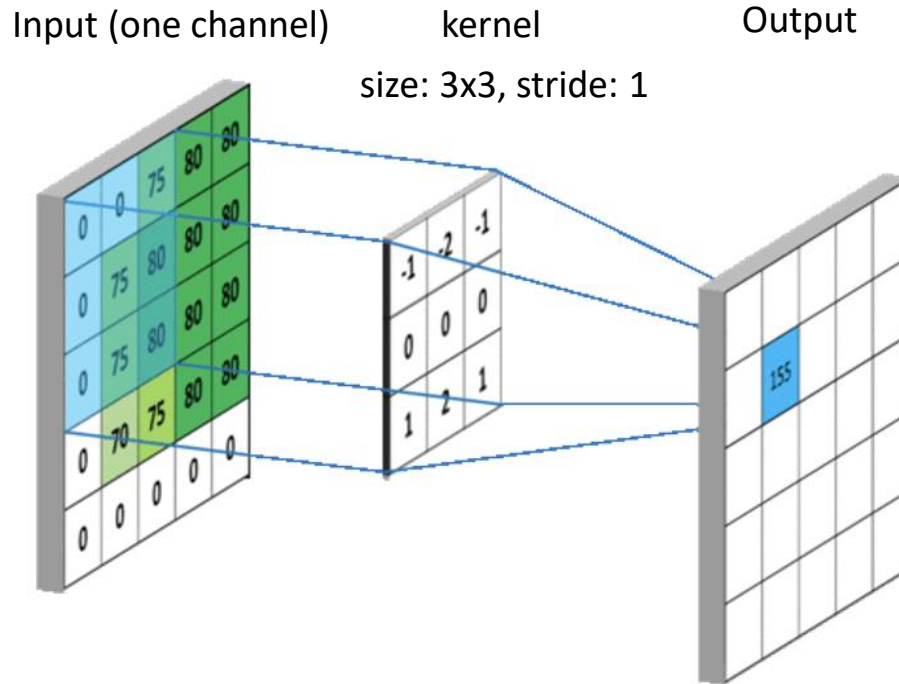 Input (one channel)
kernel
Output
size: 3x3, stride: 1
0 0 75 80 80
0 75 80 80 80
0 75 80 80 80
0 70 75 80 80
0 0 0 0 0
-1 -2 -1
0 0 0
1 2 1
155